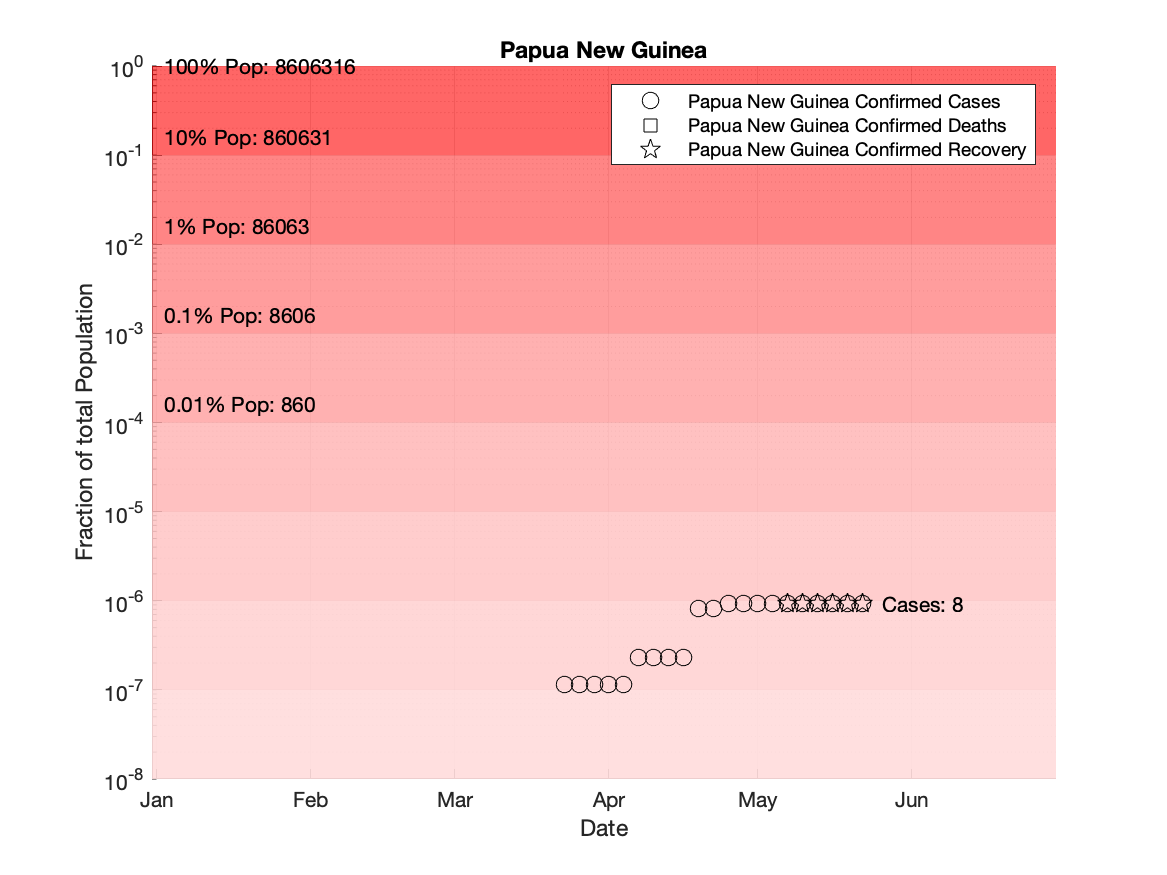 Papua New Guinea
10^0
100% Pop: 8606316
Papua New Guinea Confirmed Cases
Papua New Guinea Confirmed Deaths
Papua New Guinea Confirmed Recovery
10% Pop: 860631
10^-1
1% Pop: 86063
10^-2
0.1% Pop: 8606
10^-3
0.01% Pop: 860
10^-4
10^-5
10^-6
Cases: 8
10^-7
10^-8
Fraction of total Population
Jan Feb Mar Apr May Jun
Date